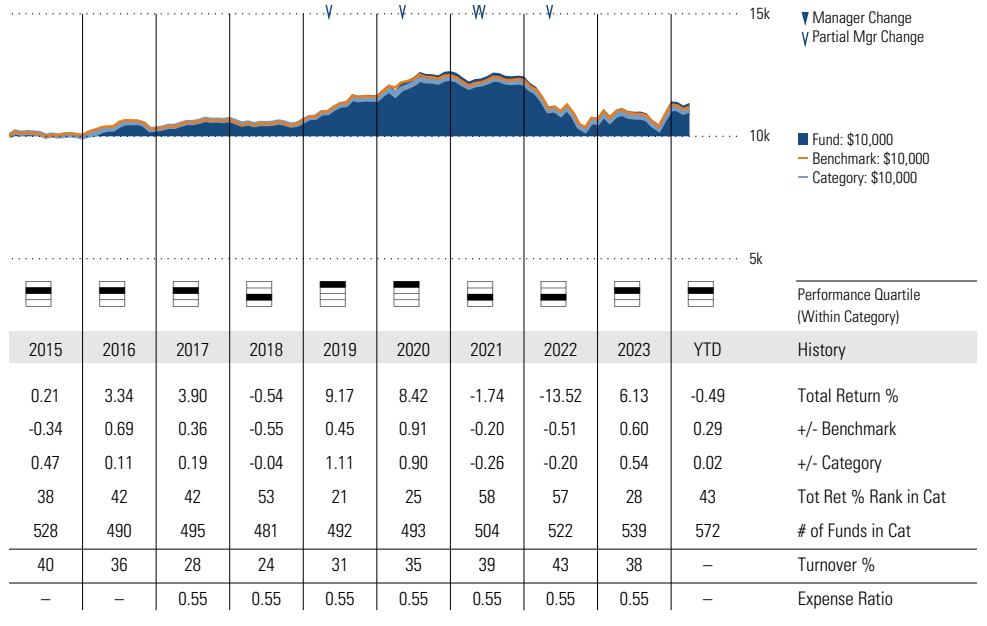 15k
▼ Manager Change
V Partial Mgr Change
10k
Fund: $10,000
Benchmark: $10,000
Category: $10,000
5k
Performance Quartile
(Within Category)
2015 2016 2017 2018 2019 2020 2021 2022 2023 YTD History
0.21 3.34 3.90 -0.54 9.17 8.42 -1.74 -13.52 6.13 -0.49 Total Return %
-0.34 0.69 0.36 -0.55 0.45 0.91 -0.20 -0.51 0.60 0.29 +/- Benchmark
0.47 0.11 0.19 -0.04 1.11 0.90 -0.26 -0.20 0.54 0.02 +/- Category
38 42 42 53 21 25 58 57 28 43 Tot Ret % Rank in Cat
528 490 495 481 492 493 504 522 539 572 # of Funds in Cat
40 36 28 24 31 35 39 43 38 – Turnover %
– – 0.55 0.55 0.55 0.55 0.55 0.55 0.55 – Expense Ratio